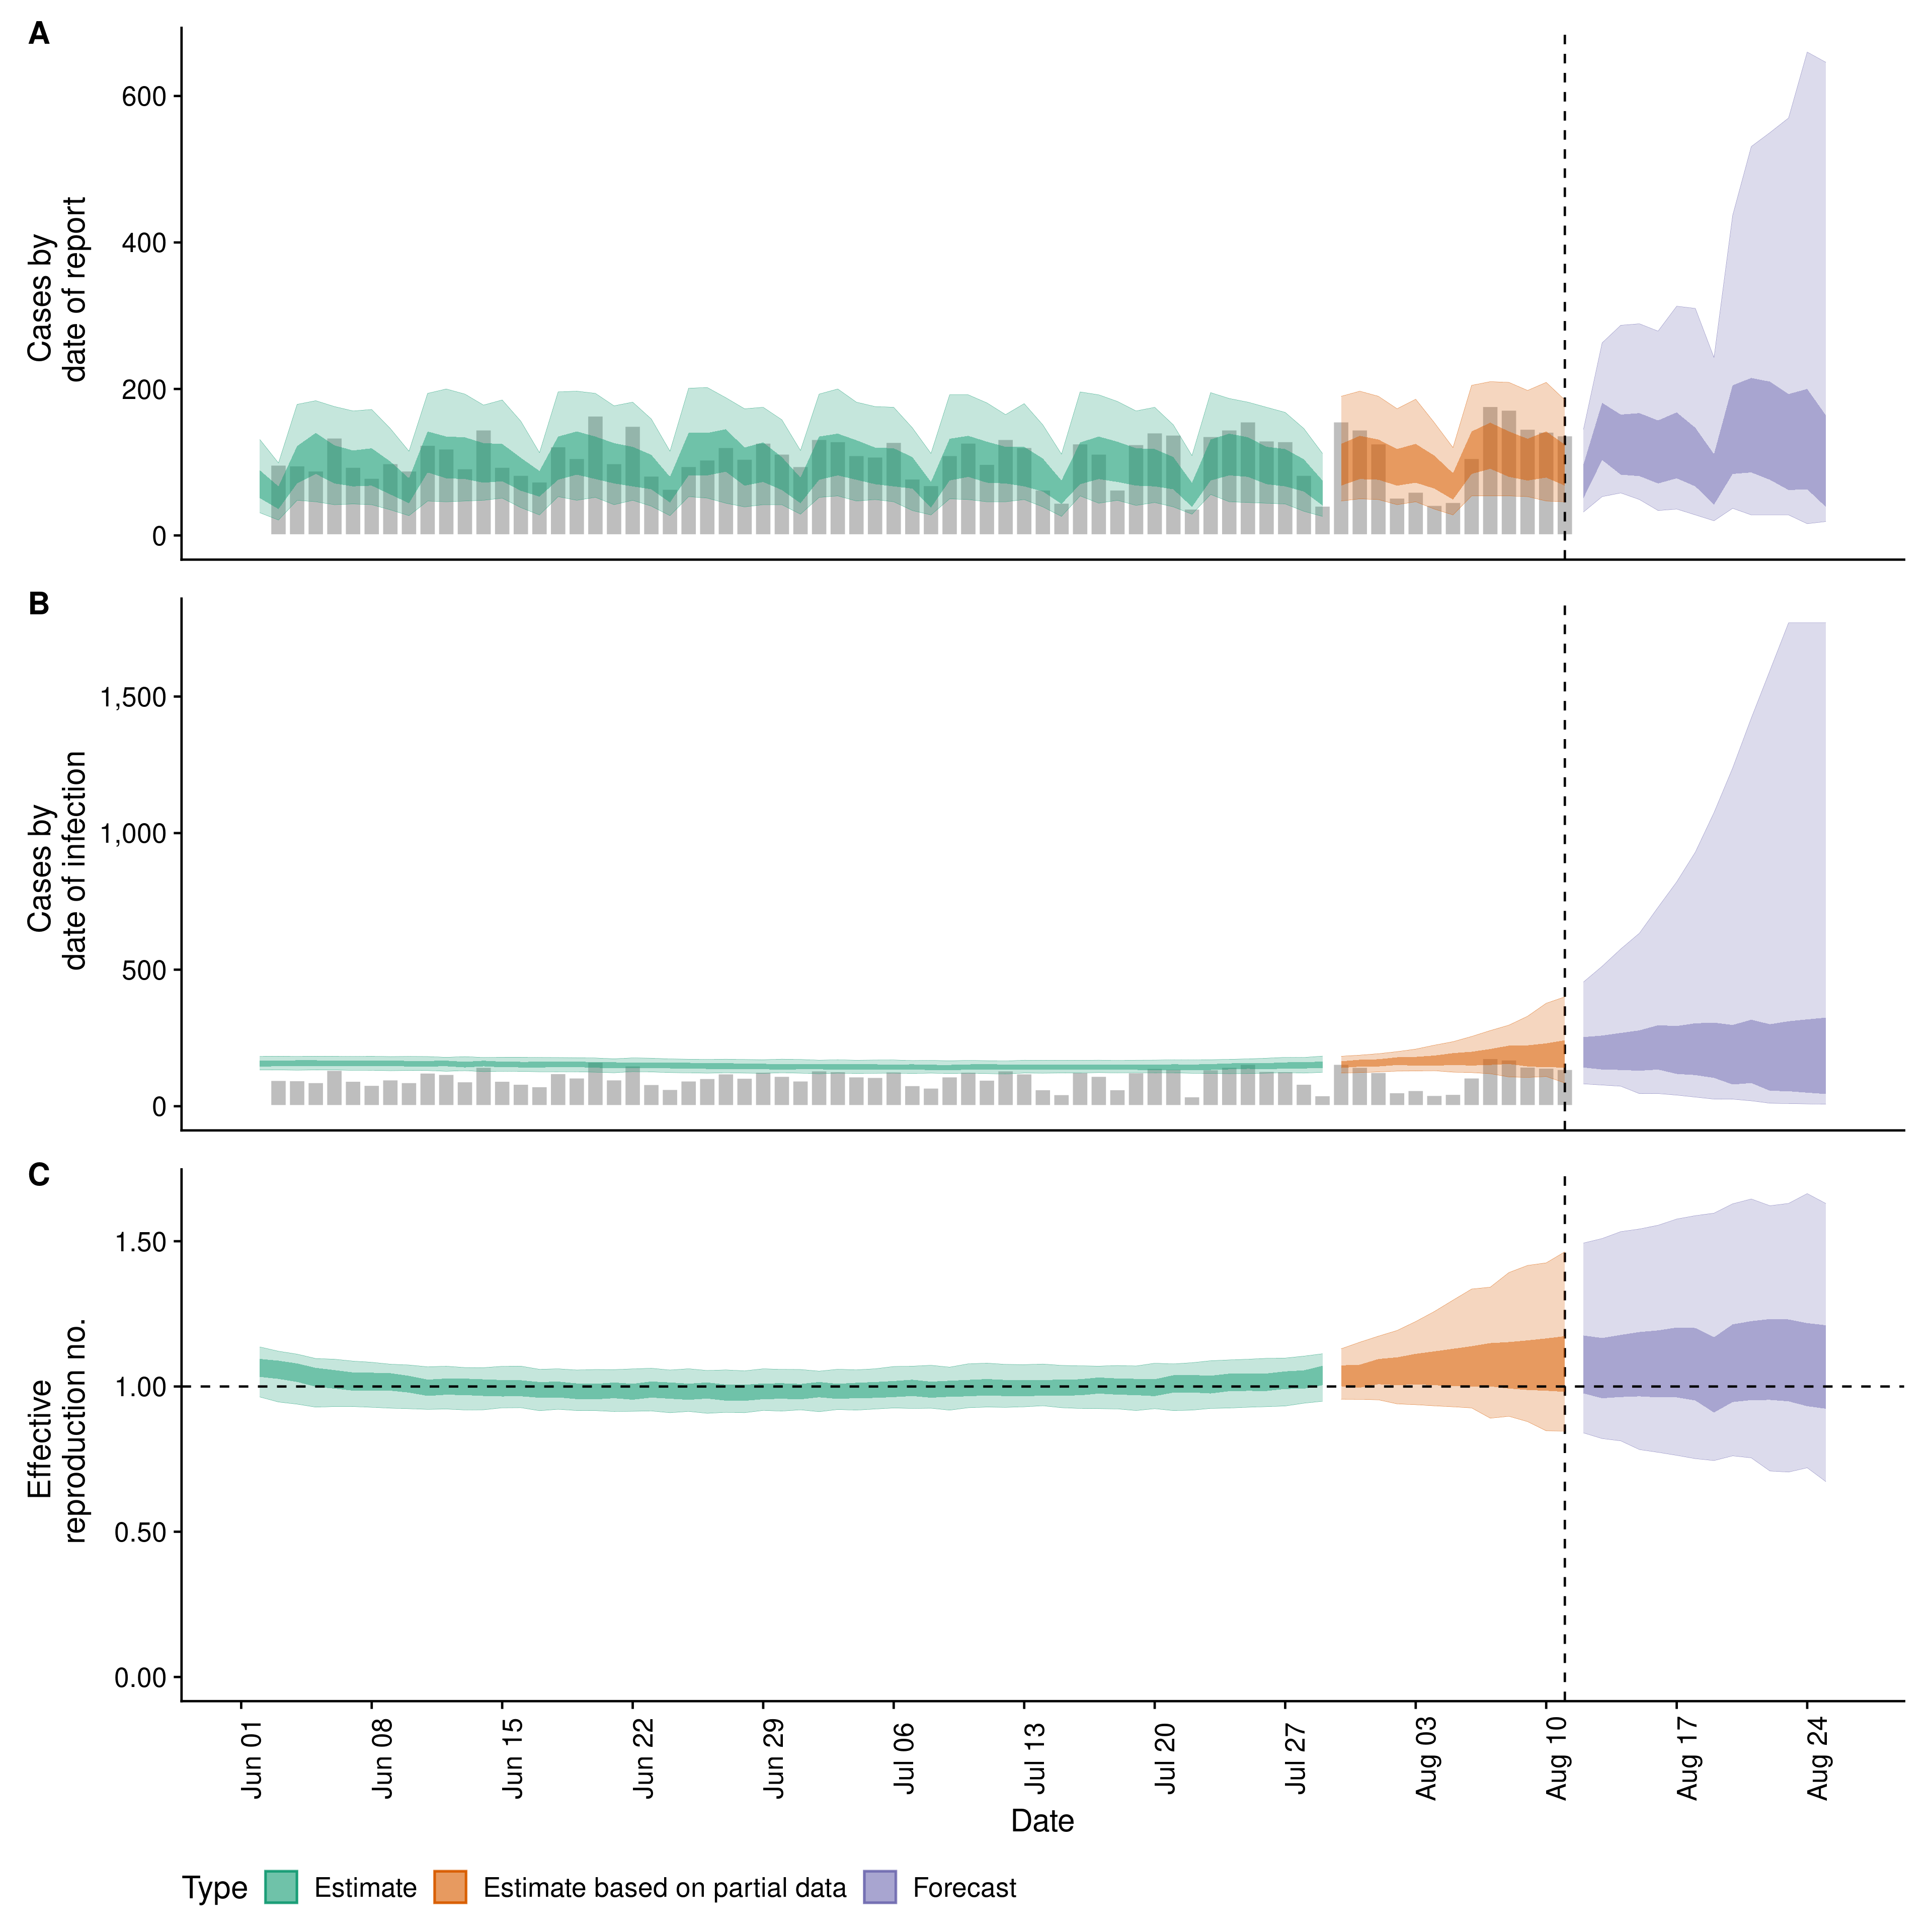 A
Cases by
date of report
600
400
200
0
B
Cases by
date of infection
1,500
1,000
500
0
C
Effective
reproduction no.
1.50
1.00
0.50
0.00
Jun 01
Jun 08
Jun 15
Jun 22
Jun 29
Jul 06
Jul 13
Jul 20
Jul 27
Aug 03
Aug 10
Aug 17
Aug 24
Date
Type Estimate Estimate based on partial data Forecast